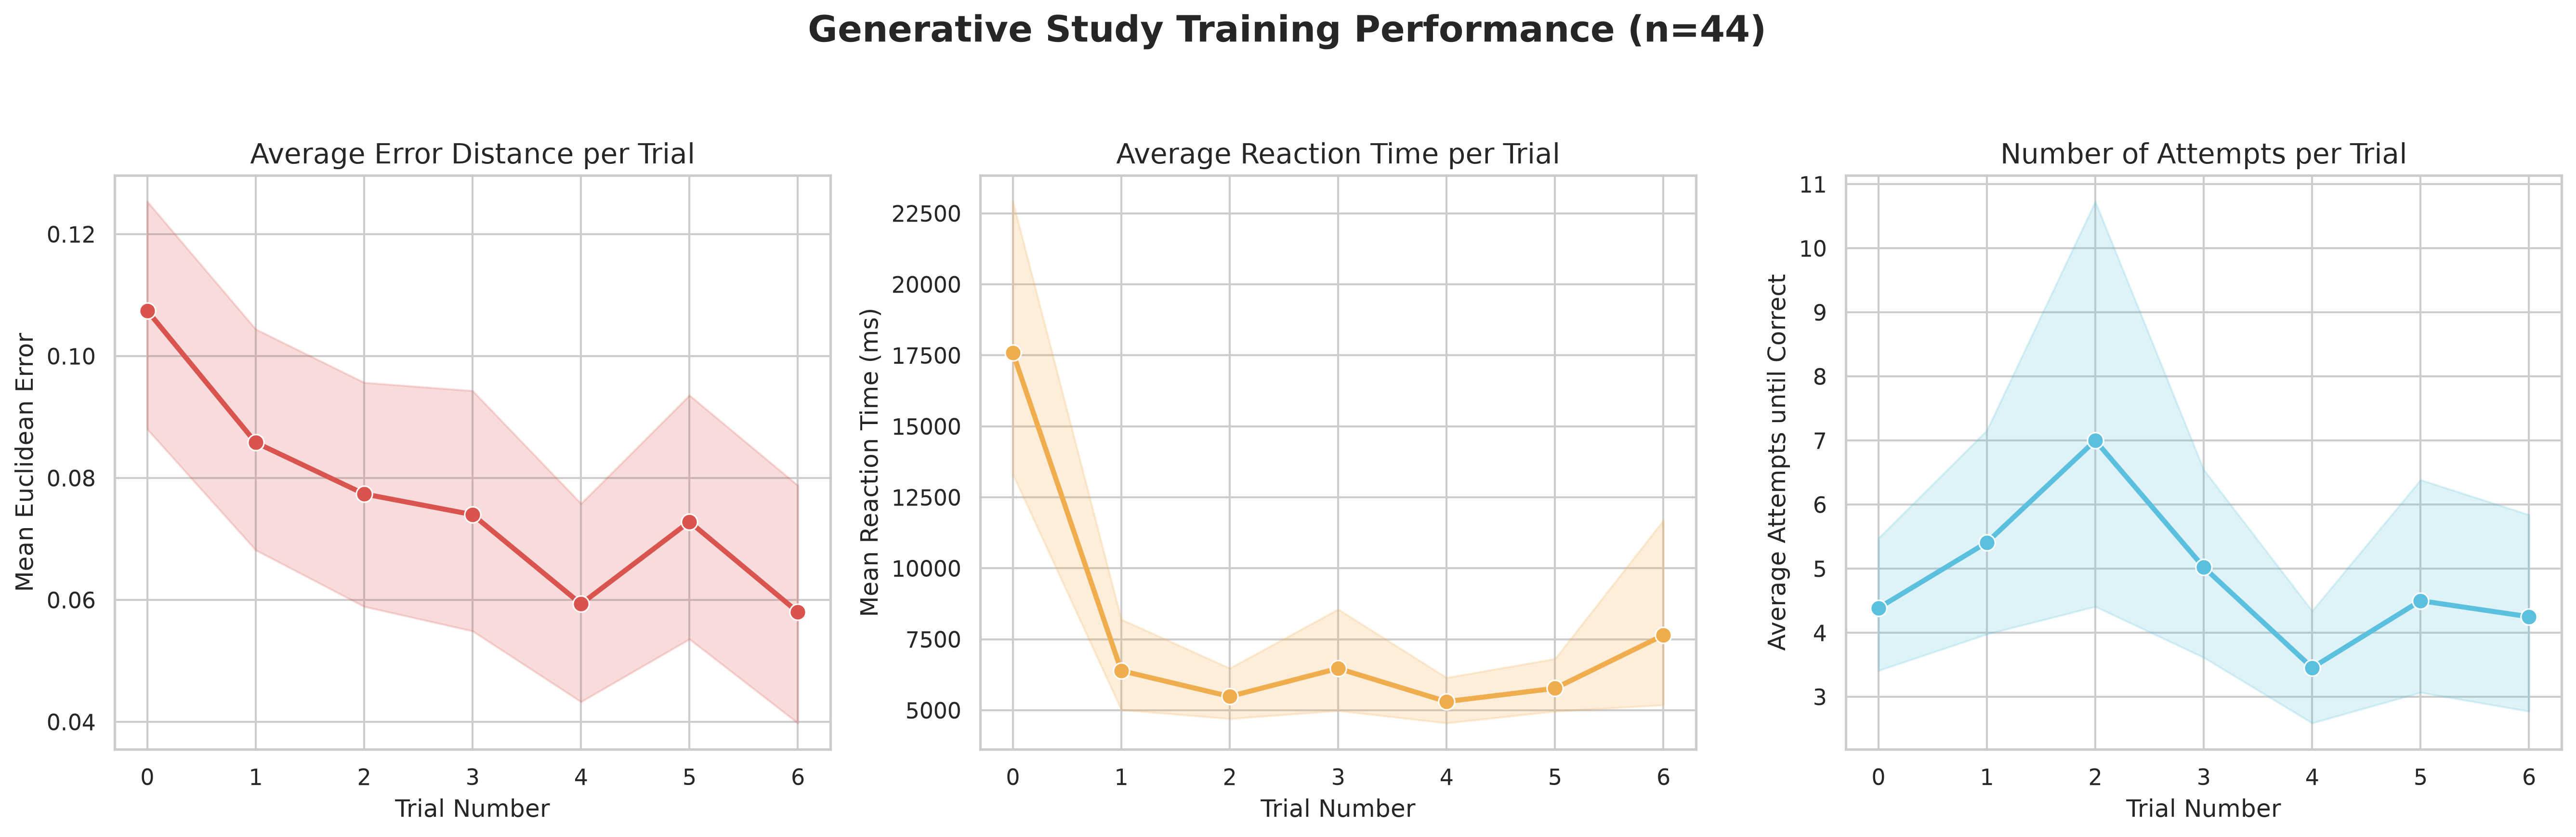 Generative Study Training Performance (n=44)
Average Error Distance per Trial
Mean Euclidean Error
0.12
0.10
0.08
0.06
0.04
0 1 2 3 4 5 6
Trial Number
Average Reaction Time per Trial
Mean Reaction Time (ms)
22500
20000
17500
15000
12500
10000
7500
5000
0 1 2 3 4 5 6
Trial Number
Number of Attempts per Trial
Average Attempts until Correct
11
10
9
8
7
6
5
4
3
0 1 2 3 4 5 6
Trial Number